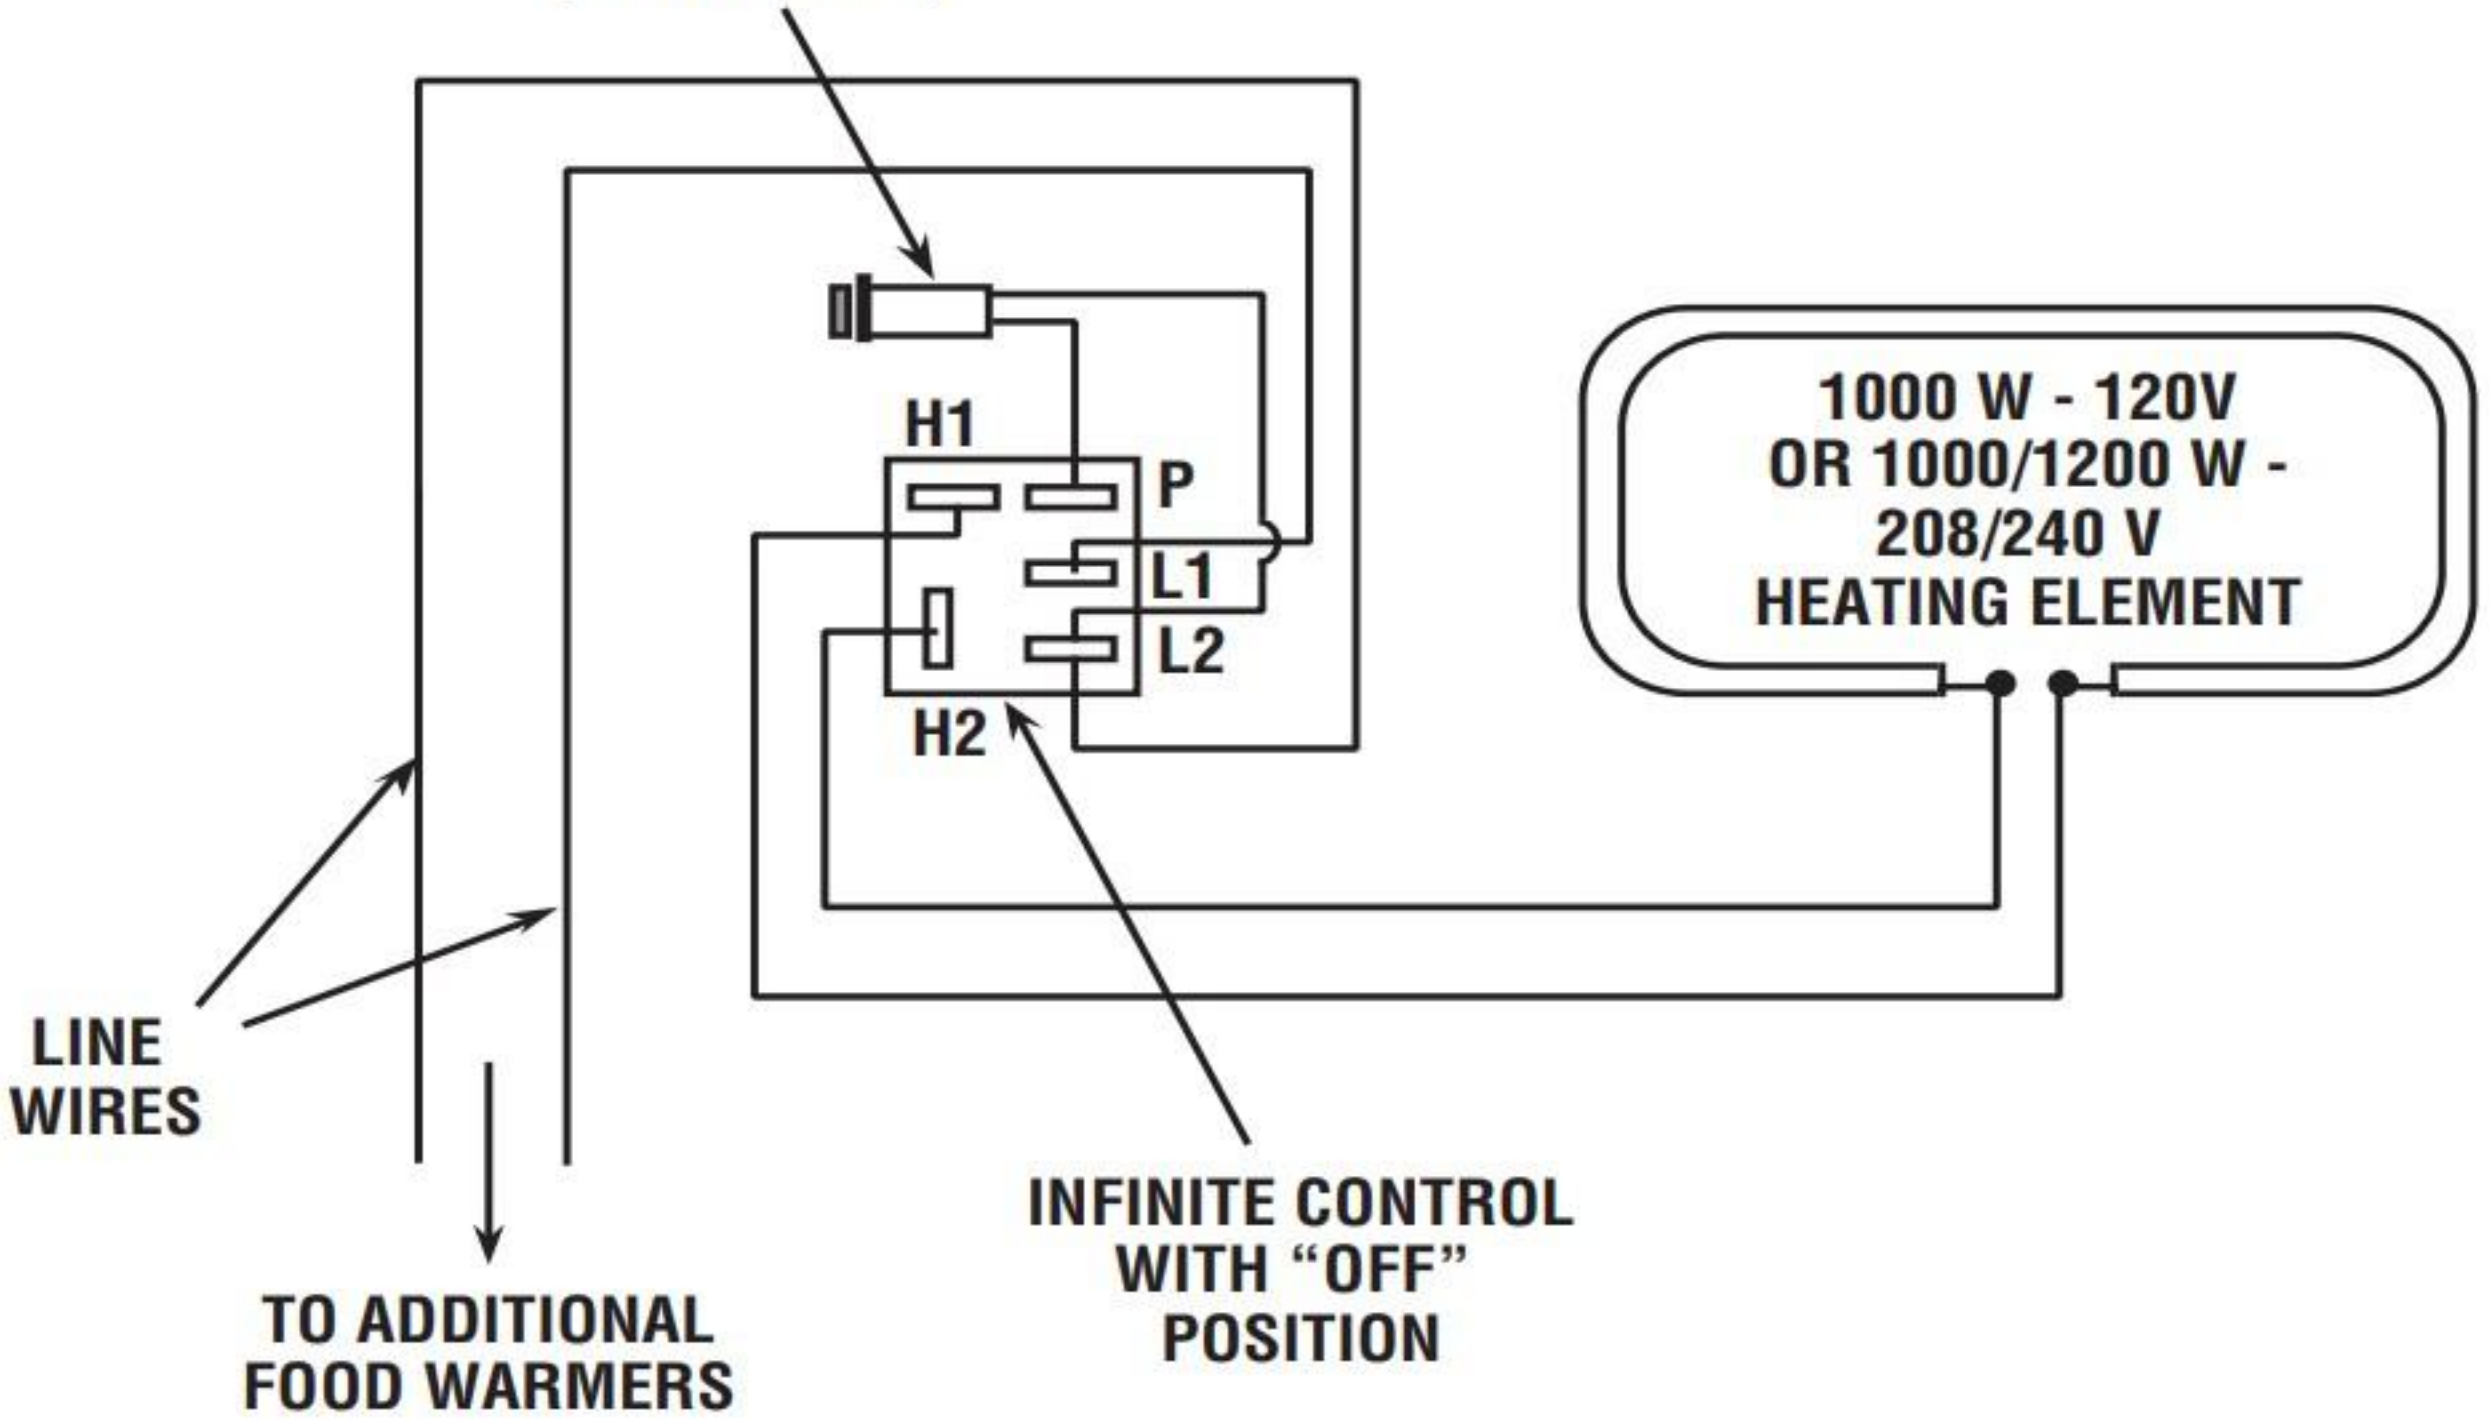 H1
P
L1
L2
H2
1000 W - 120V
OR 1000/1200 W -
208/240 V
HEATING ELEMENT
LINE
WIRES
INFINITE CONTROL
WITH “OFF”
POSITION
TO ADDITIONAL
FOOD WARMERS